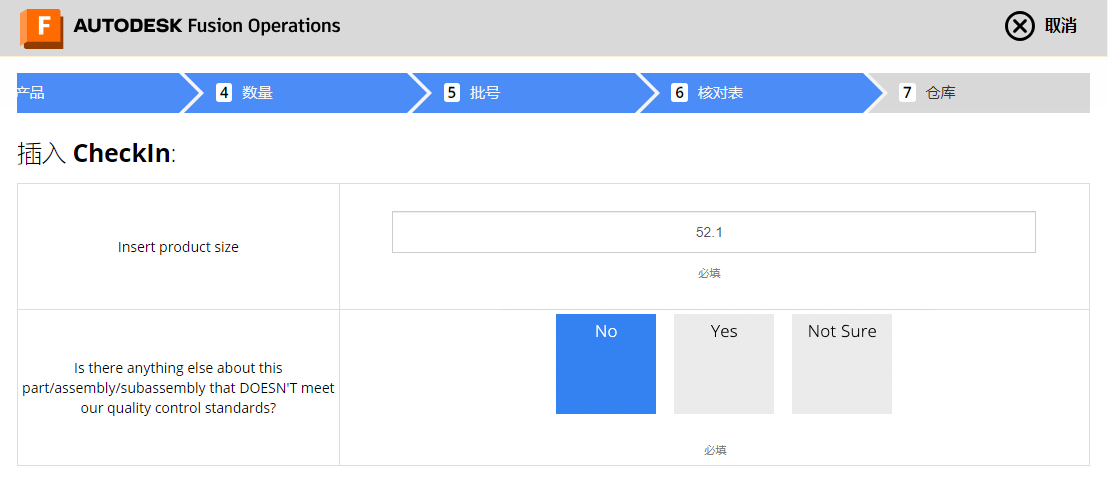 F AUTODESK Fusion Operations
取消
产品
4 数量
5 批号
6 核对表
7 仓库
插入 CheckIn:
Insert product size
52.1
必填
Is there anything else about this
part/assembly/subassembly that DOESN'T meet
our quality control standards?
No
Yes
Not Sure
必填